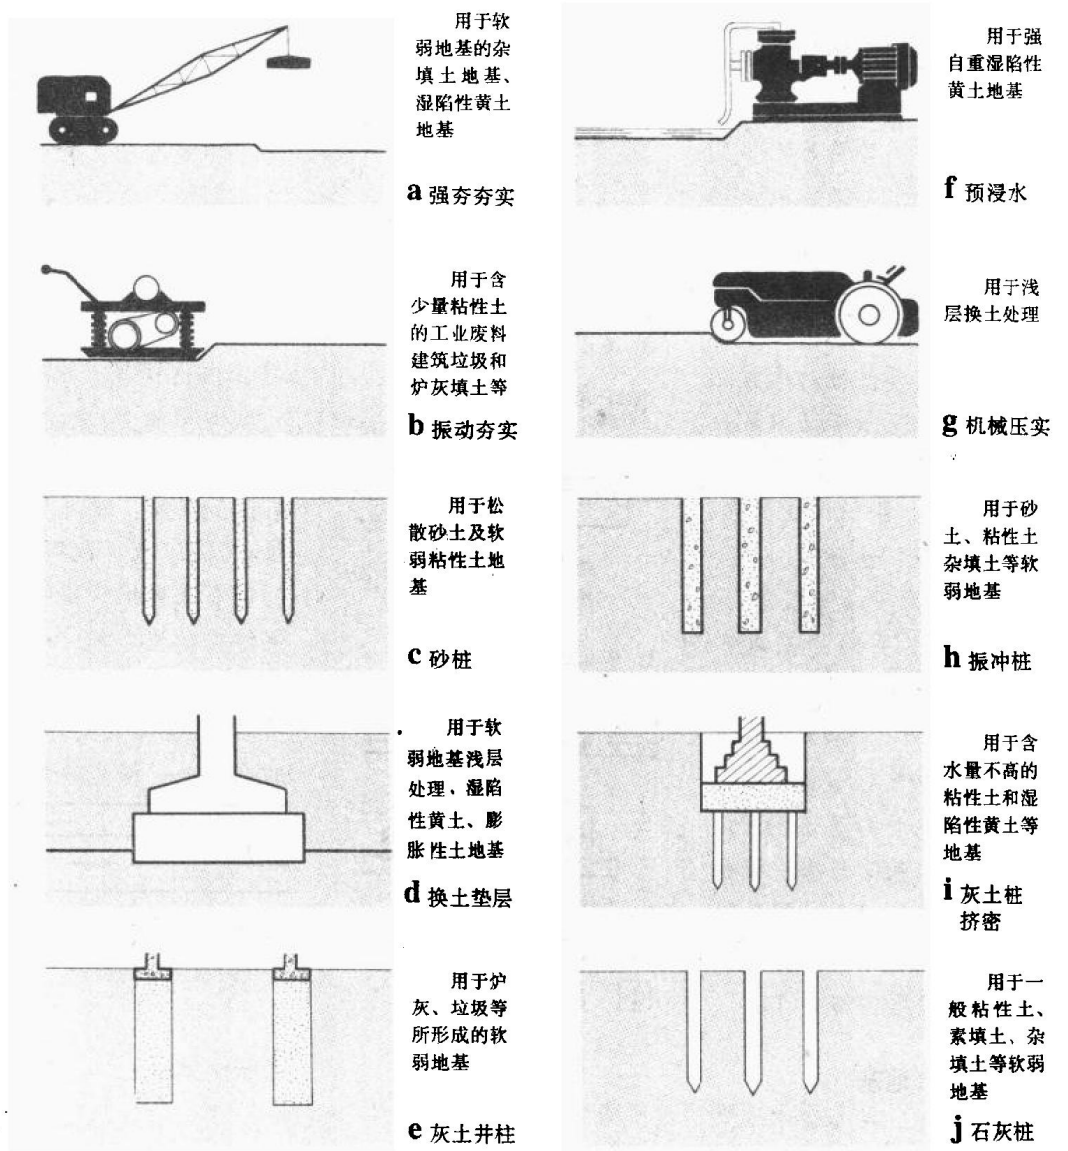 用于软
弱地基的杂
填土地基、
湿陷性黄土
地基
a 强夯夯实
用于含
少量粘性土
的工业废料
建筑垃圾和
炉灰填土等
b 振动夯实
用于松
散砂土及软
弱粘性土地
基
c 砂桩
用于软
弱地基浅层
处理、湿陷
性黄土、膨
胀性土地基
d 换土垫层
用于炉
灰、垃圾等
所形成的软
弱地基
e 灰土井柱
用于强
自重湿陷性
黄土地基
f 预浸水
用于浅
层换土处理
g 机械压实
用于砂
土、粘性土
杂填土等软
弱地基
h 振冲桩
用于含
水量不高的
粘性土和湿
陷性黄土等
地基
i 灰土桩
挤密
用于一
般粘性土、
素填土、杂
填土等软弱
地基
j 石灰桩